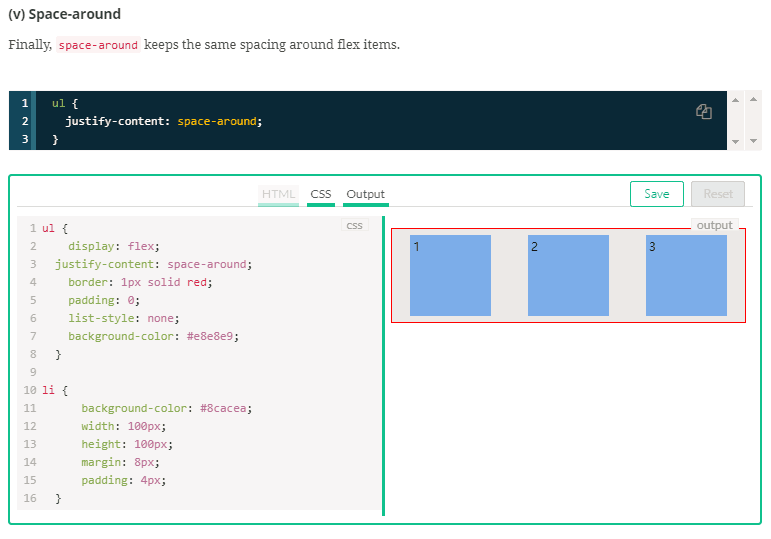 (v) Space-around
Finally, space-around keeps the same spacing around flex items.
1 ul {
2 justify-content: space-around;
3 }
HTML CSS Output Save Reset
css
1 ul {
2 display: flex;
3 justify-content: space-around;
4 border: 1px solid red;
5 padding: 0;
6 list-style: none;
7 background-color: #e8e8e9;
8 }
9
10 li {
11 background-color: #8cacea;
12 width: 100px;
13 height: 100px;
14 margin: 8px;
15 padding: 4px;
16 }
output
1 2 3